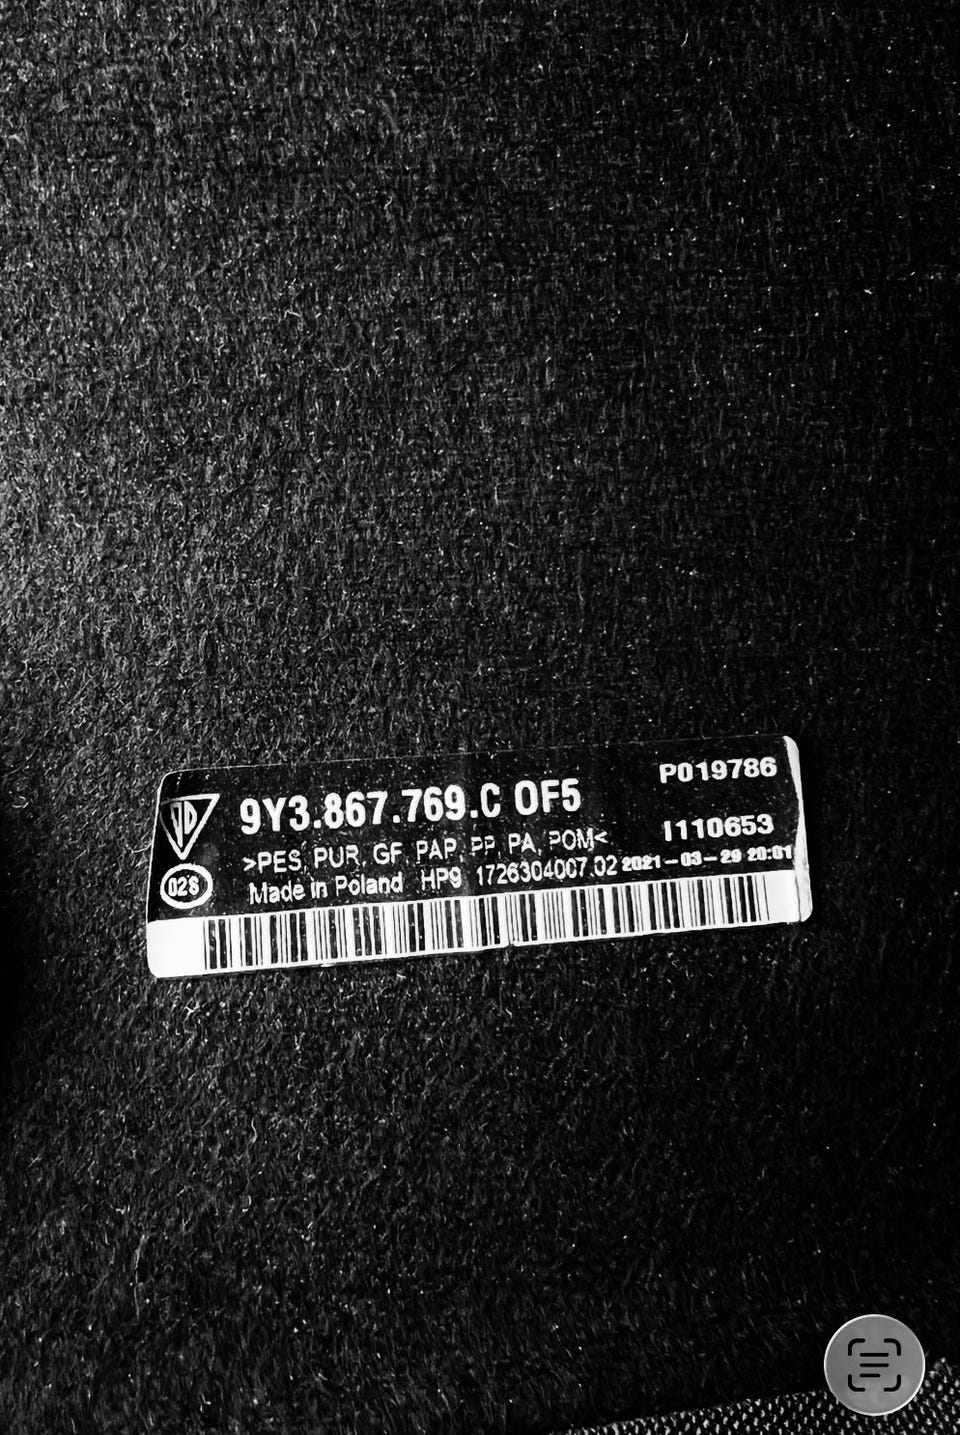 9Y3.867.769.C OF5 P019786
>PES, PUR, GF, PAP, PP, PA, POM< I110653
Made in Poland HP9 1726304007.02 2021-03-29 20:01